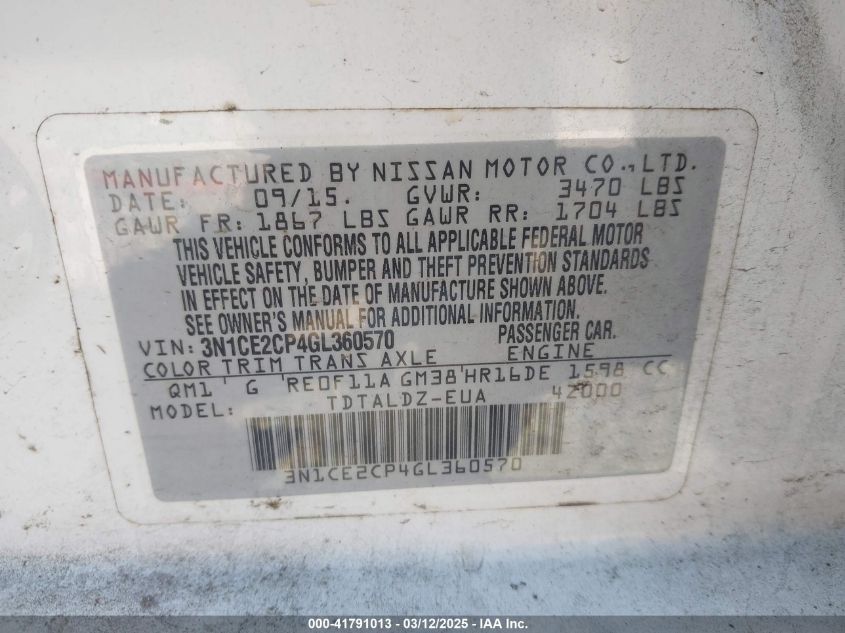 MANUFACTURED BY NISSAN MOTOR CO., LTD.
DATE: 09/15. GVWR: 3470 LBS
GAWR FR: 1867 LBS GAWR RR: 1704 LBS
THIS VEHICLE CONFORMS TO ALL APPLICABLE FEDERAL MOTOR
VEHICLE SAFETY, BUMPER AND THEFT PREVENTION STANDARDS
IN EFFECT ON THE DATE OF MANUFACTURE SHOWN ABOVE.
SEE OWNER'S MANUAL FOR ADDITIONAL INFORMATION.
VIN: 3N1CE2CP4GL360570 PASSENGER CAR.
COLOR TRIM TRANS AXLE ENGINE
QM1 ' G 'RE0F11A GM38'HR16DE 1598 CC
MODEL: TDTALDZ-EUA 42000
3N1CE2CP4GL360570
000-41791013 - 03/12/2025 - IAA Inc.